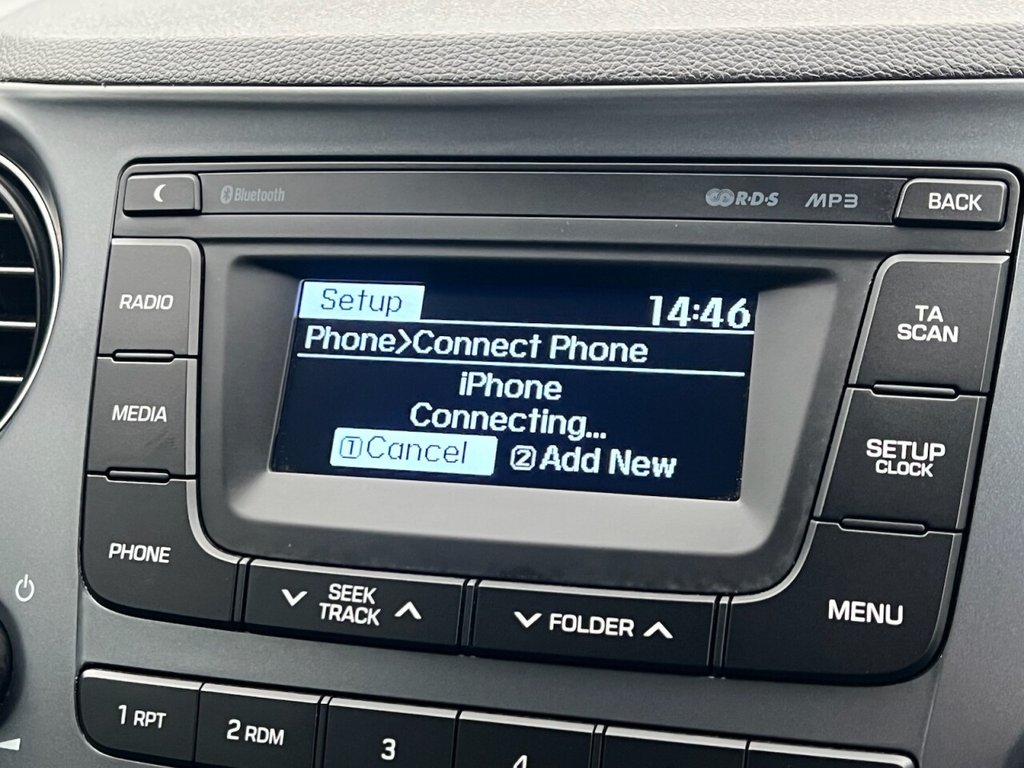 Bluetooth
R·D·S MP3
BACK
RADIO
MEDIA
PHONE
Setup 14:46
Phone>Connect Phone
iPhone
Connecting...
1Cancel 2Add New
TA
SCAN
SETUP
CLOCK
SEEK
TRACK
FOLDER
MENU
1 RPT
2 RDM
3
4